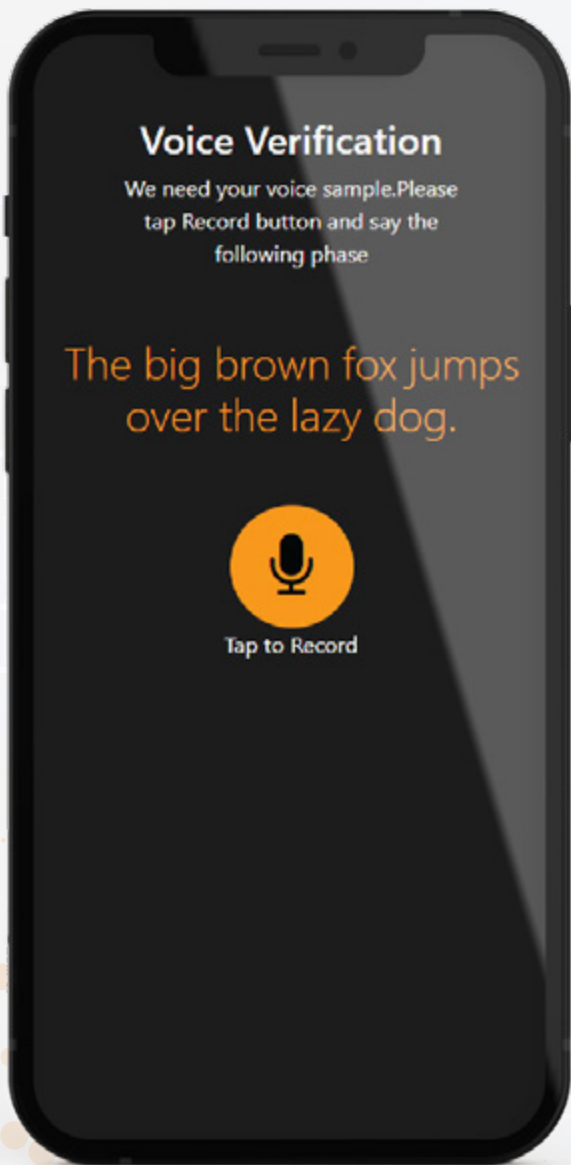 Voice Verification
We need your voice sample.Please
tap Record button and say the
following phase
The big brown fox jumps
over the lazy dog.
Tap to Record